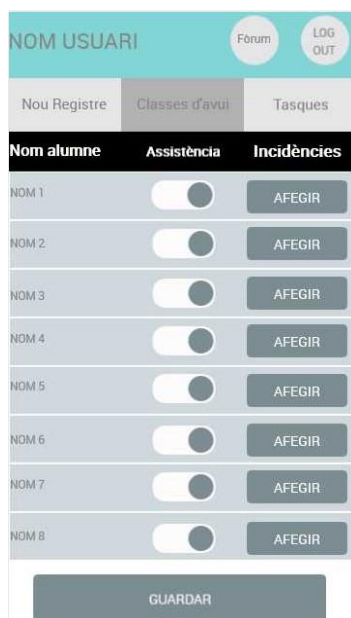 NOM USUARI
Fòrum
LOG
OUT
Nou Registre Classes d'avui Tasques
Nom alumne Assistència Incidències
NOM 1 AFEGIR
NOM 2 AFEGIR
NOM 3 AFEGIR
NOM 4 AFEGIR
NOM 5 AFEGIR
NOM 6 AFEGIR
NOM 7 AFEGIR
NOM 8 AFEGIR
GUARDAR